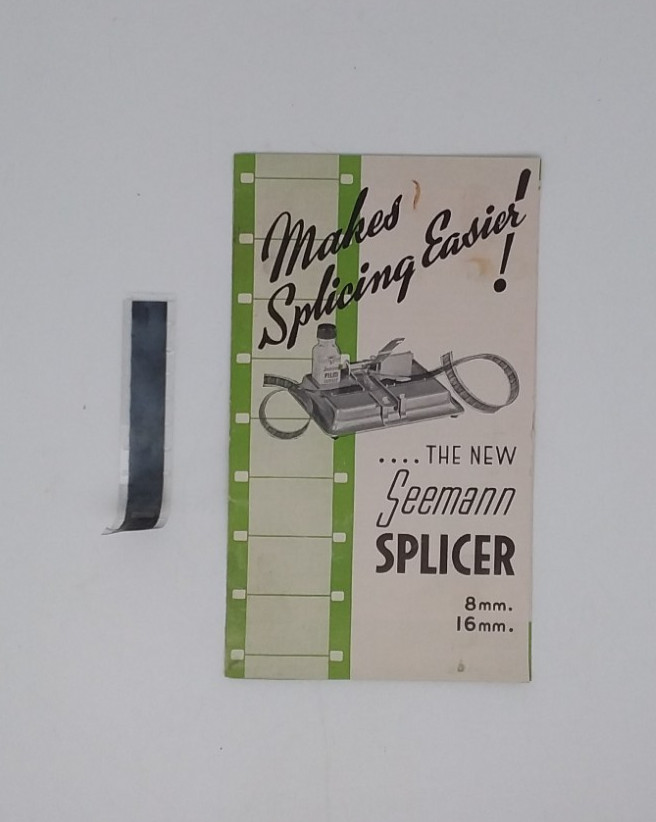 Makes
Splicing Easier!
....THE NEW
Seemann
SPLICER
8mm.
16mm.